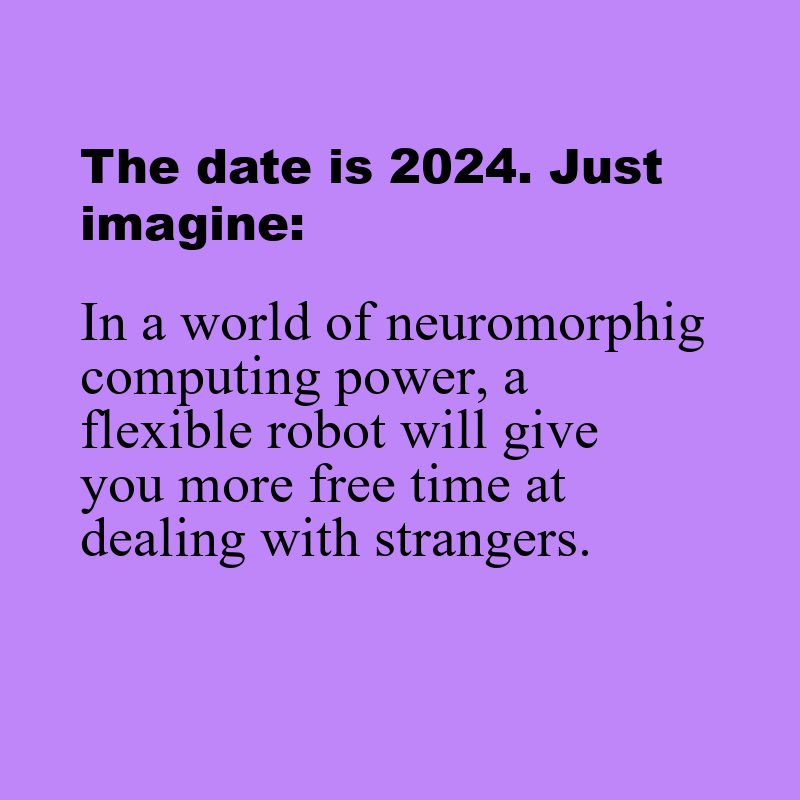 The date is 2024. Just
imagine:
In a world of neuromorphig
computing power, a
flexible robot will give
you more free time at
dealing with strangers.